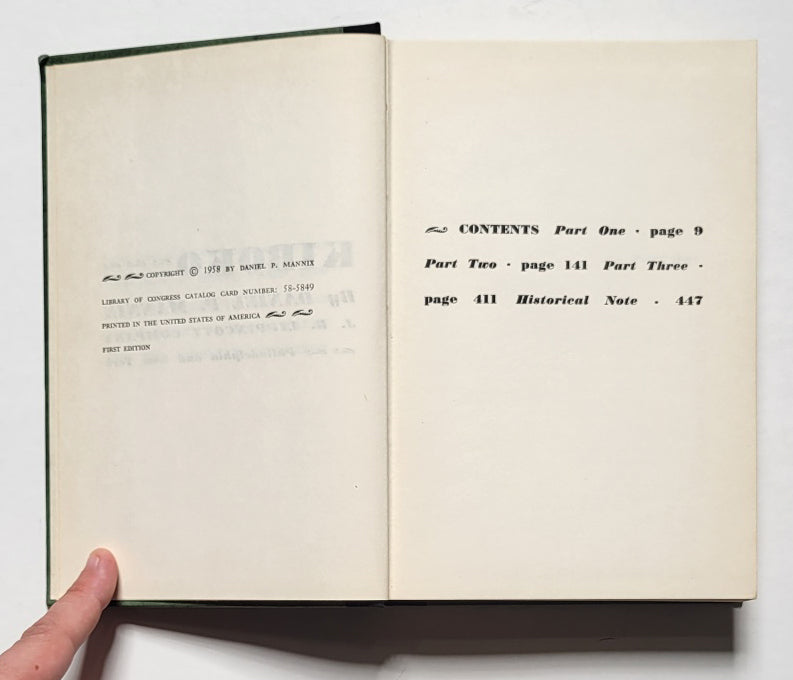 COPYRIGHT © 1958 BY DANIEL P. MANNIX
LIBRARY OF CONGRESS CATALOG CARD NUMBER: 58-5849
PRINTED IN THE UNITED STATES OF AMERICA
FIRST EDITION
CONTENTS Part One · page 9
Part Two · page 141 Part Three ·
page 411 Historical Note · 447